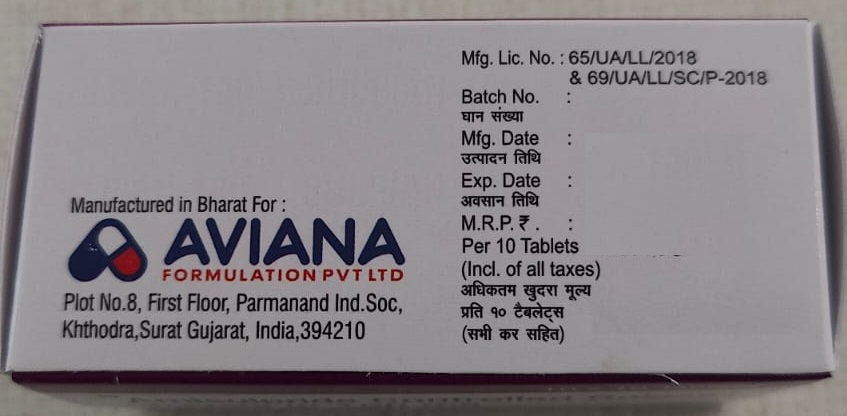 Manufactured in Bharat For :
AVIANA
FORMULATION PVT LTD
Plot No.8, First Floor, Parmanand Ind.Soc,
Khthodra,Surat Gujarat, India,394210
Mfg. Lic. No. : 65/UA/LL/2018
& 69/UA/LL/SC/P-2018
Batch No. :
घान संख्या
Mfg. Date :
उत्पादन तिथि
Exp. Date :
अवसान तिथि
M.R.P. ₹ . :
Per 10 Tablets
(Incl. of all taxes)
अधिकतम खुदरा मूल्य
प्रति १० टैबलेट्स
(सभी कर सहित)